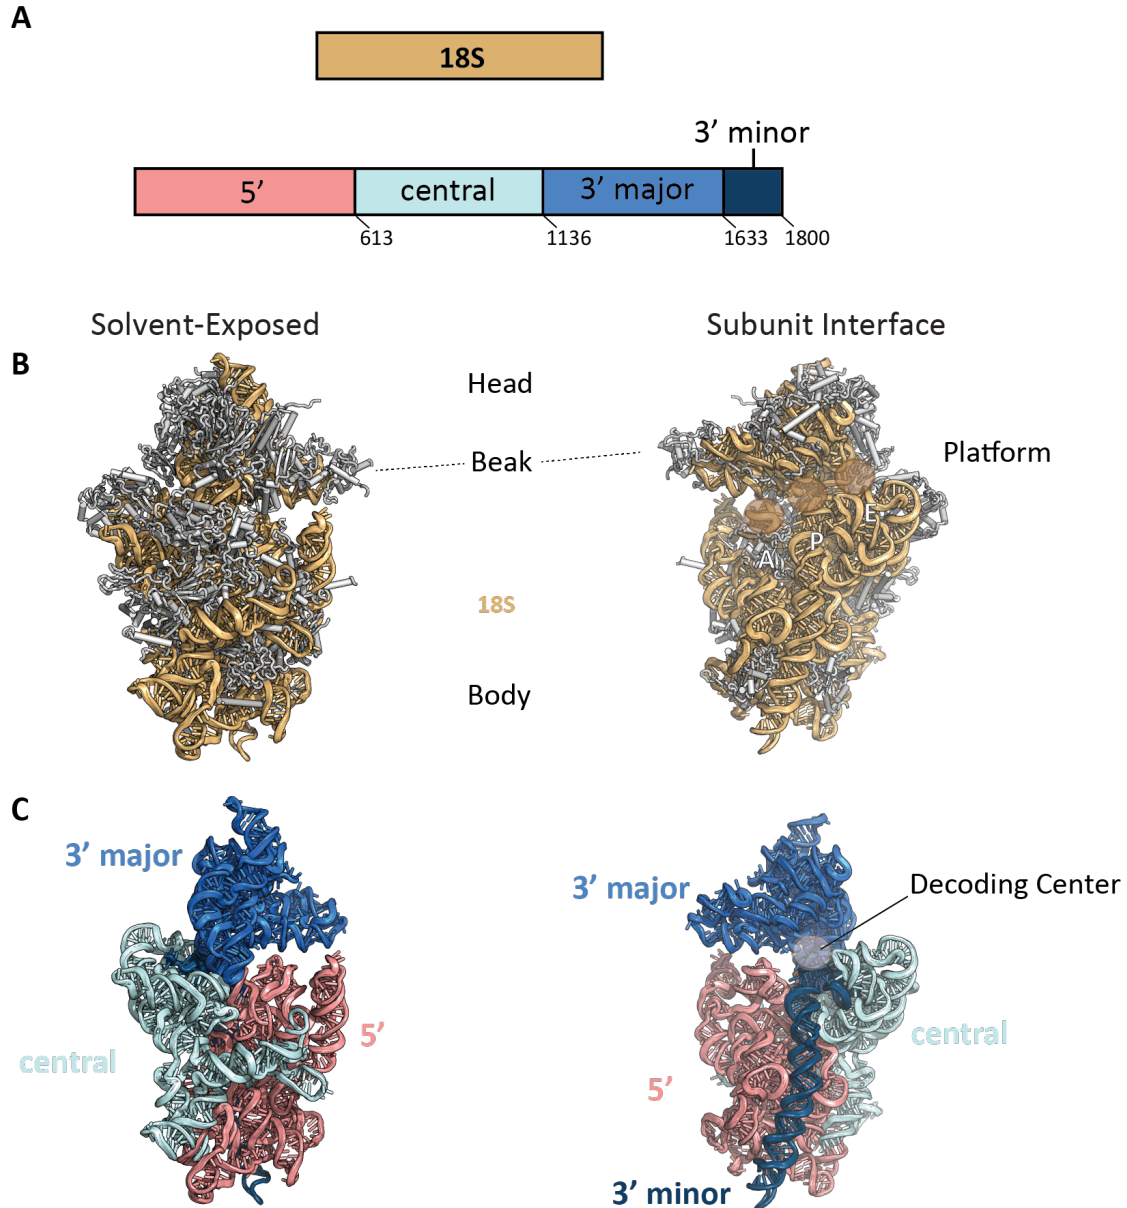 A
18S
3’ minor
5’ central 3’ major
613 1136 1633 1800
Solvent-Exposed Subunit Interface
B
Head
Beak
Platform
E
P
A
18S
Body
C
3’ major
3’ major
Decoding Center
5’
central
central
5’
3’ minor